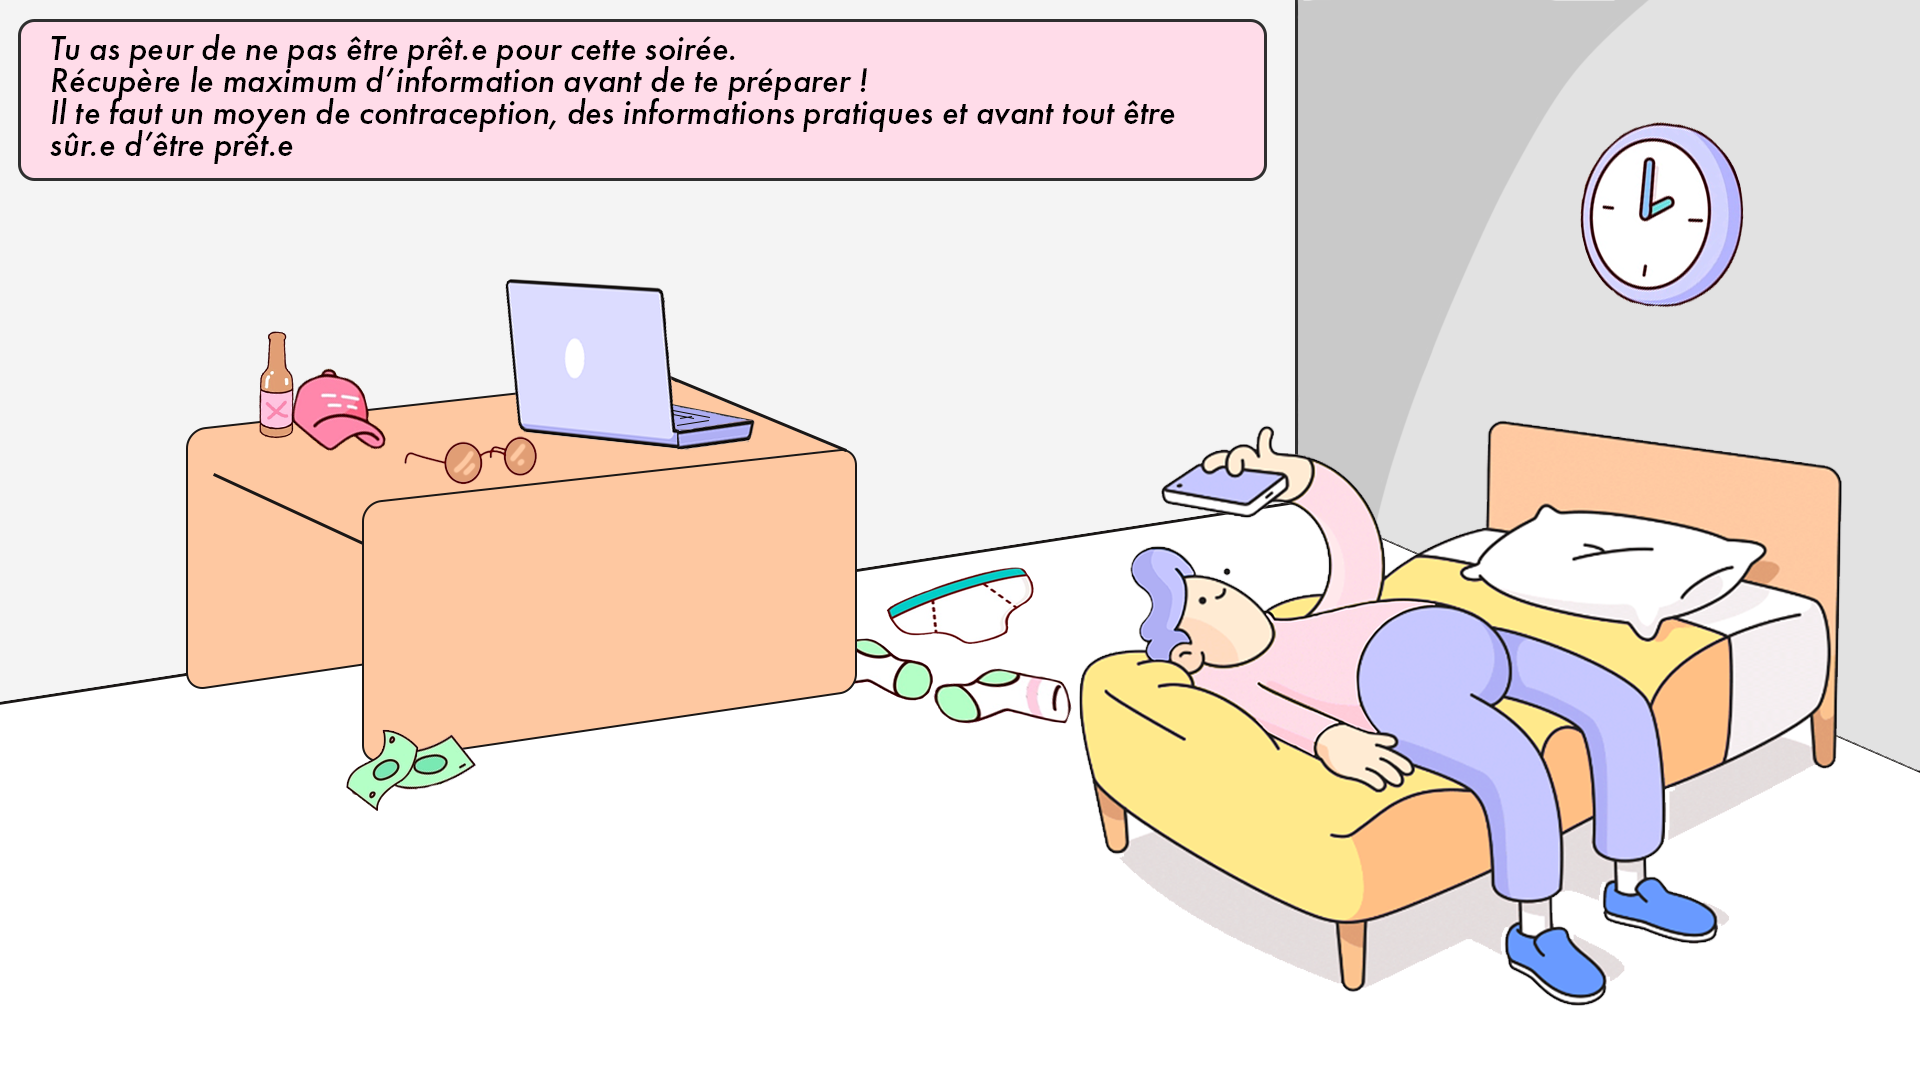 Tu as peur de ne pas être prêt.e pour cette soirée.
Récupère le maximum d’information avant de te préparer !
Il te faut un moyen de contraception, des informations pratiques et avant tout être
sûr.e d’être prêt.e